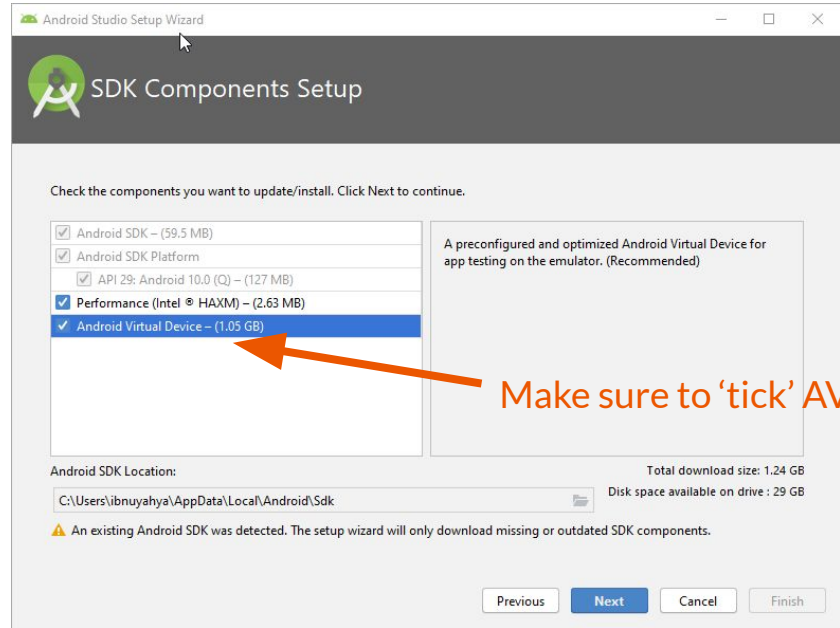 Android Studio Setup Wizard
SDK Components Setup
Check the components you want to update/install. Click Next to continue.
Android SDK – (59.5 MB)
Android SDK Platform
API 29: Android 10.0 (Q) – (127 MB)
Performance (Intel ® HAXM) – (2.63 MB)
Android Virtual Device – (1.05 GB)
A preconfigured and optimized Android Virtual Device for
app testing on the emulator. (Recommended)
Make sure to ‘tick’
Android SDK Location:
Total download size: 1.24 GB
C:\Users\ibnuyahya\AppData\Local\Android\Sdk
Disk space available on drive : 29 GB
An existing Android SDK was detected. The setup wizard will only download missing or outdated SDK components.
Previous
Next
Cancel
Finish